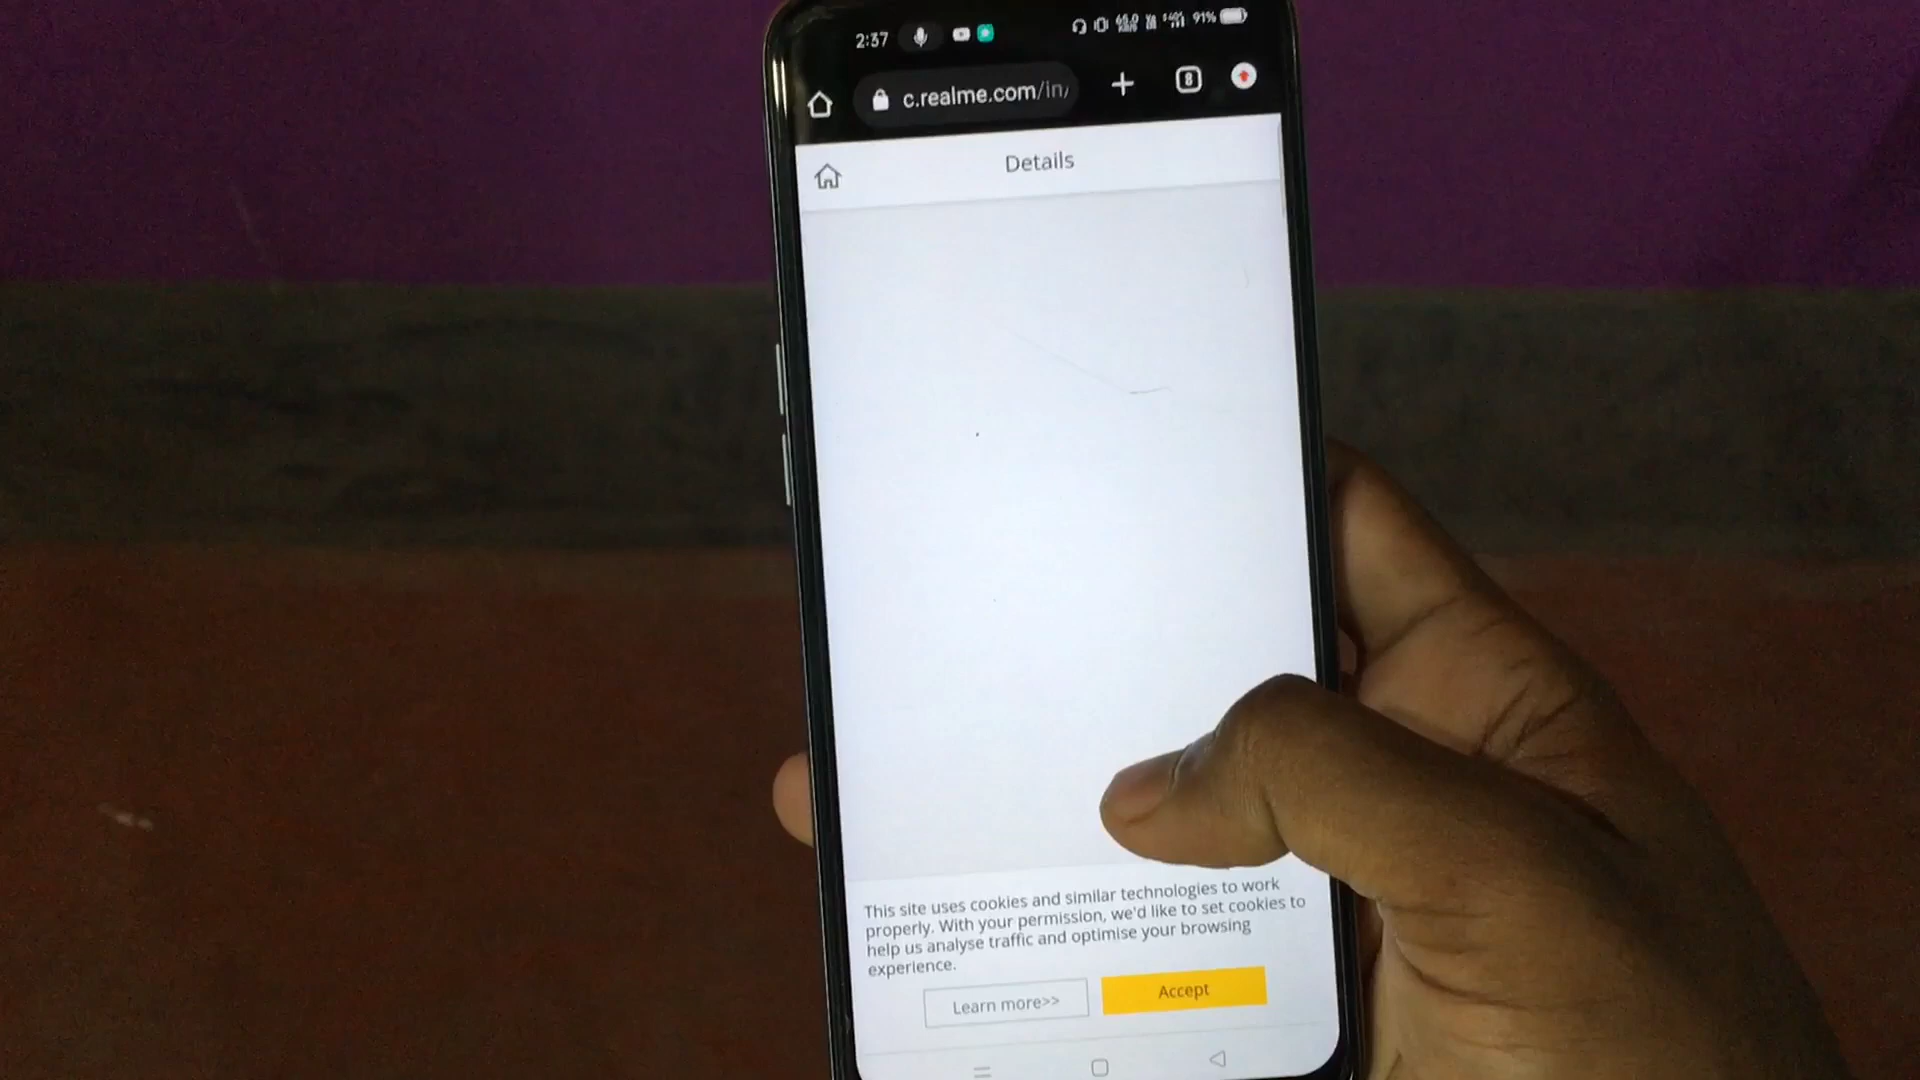 2:37
91%
c.realme.com/in/
8
Details
This site uses cookies and similar technologies to work
properly. With your permission, we'd like to set cookies to
help us analyse traffic and optimise your browsing
experience.
Learn more>>
Accept